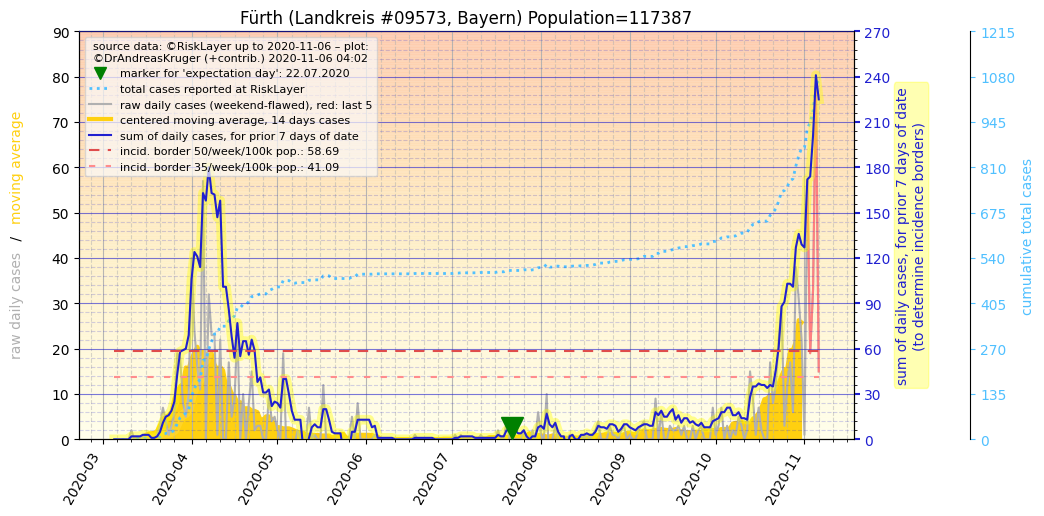 Fürth (Landkreis #09573, Bayern) Population=117387
source data: ©RiskLayer up to 2020-11-06 – plot:
©DrAndreasKruger (+contrib.) 2020-11-06 04:02
marker for 'expectation day': 22.07.2020
total cases reported at RiskLayer
raw daily cases (weekend-flawed), red: last 5
centered moving average, 14 days cases
sum of daily cases, for prior 7 days of date
incid. border 50/week/100k pop.: 58.69
incid. border 35/week/100k pop.: 41.09
raw daily cases / moving average
90
80
70
60
50
40
30
20
10
0
2020-03
2020-04
2020-05
2020-06
2020-07
2020-08
2020-09
2020-10
2020-11
270
240
210
180
150
120
90
60
30
0
sum of daily cases, for prior 7 days of date
(to determine incidence borders)
1215
1080
945
810
675
540
405
270
135
0
cumulative total cases